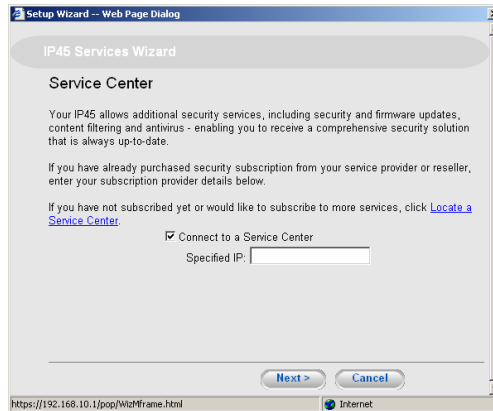 Setup Wizard -- Web Page Dialog
IP45 Services Wizard
Service Center
Your IP45 allows additional security services, including security and firmware updates,
content filtering and antivirus - enabling you to receive a comprehensive security solution
that is always up-to-date.
If you have already purchased security subscription from your service provider or reseller,
enter your subscription provider details below.
If you have not subscribed yet or would like to subscribe to more services, click Locate a
Service Center.
Connect to a Service Center
Specified IP:
Next > Cancel
https://192.168.10.1/pop/WizMframe.html Internet